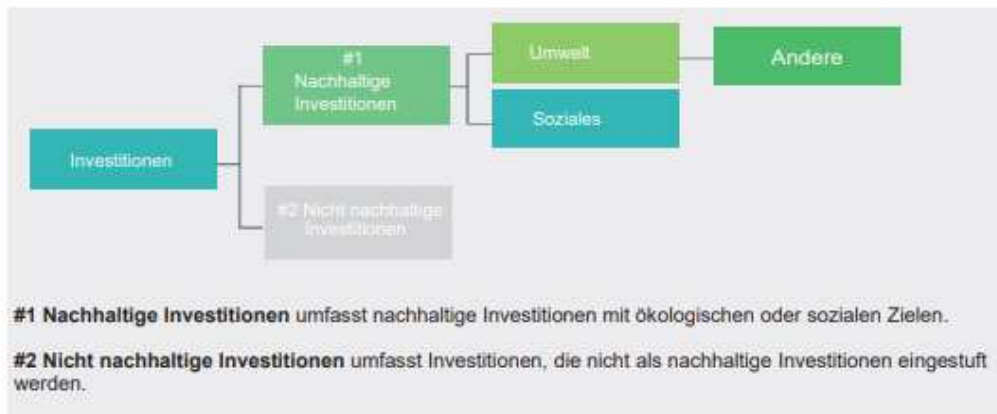 #1
Nachhaltige
Investitionen
Umwelt
Andere
Soziales
Investitionen
#2 Nicht nachhaltige
Investitionen
#1 Nachhaltige Investitionen umfasst nachhaltige Investitionen mit ökologischen oder sozialen Zielen.
#2 Nicht nachhaltige Investitionen umfasst Investitionen, die nicht als nachhaltige Investitionen eingestuft
werden.